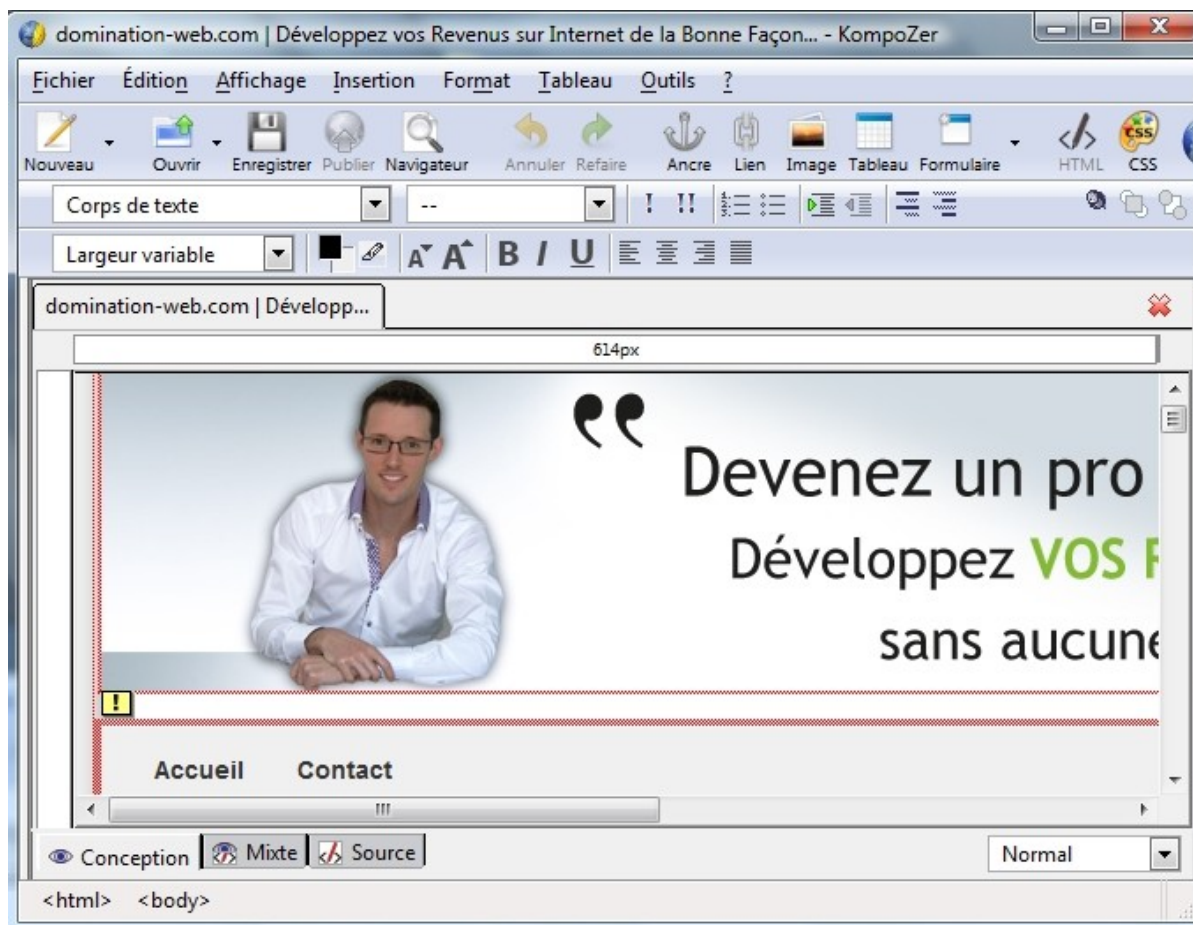 domination-web.com | Développez vos Revenus sur Internet de la Bonne Façon... - KompoZer
Fichier Édition Affichage Insertion Format Tableau Outils ?
Nouveau Ouvrir Enregistrer Publier Navigateur Annuler Refaire Ancre Lien Image Tableau Formulaire HTML CSS
Corps de texte -- ! !!
Largeur variable A A B I U
domination-web.com | Développ...
614px
Devenez un pro
Développez VOS
sans aucune
!
Accueil Contact
Conception Mixte Source Normal
<html> <body>